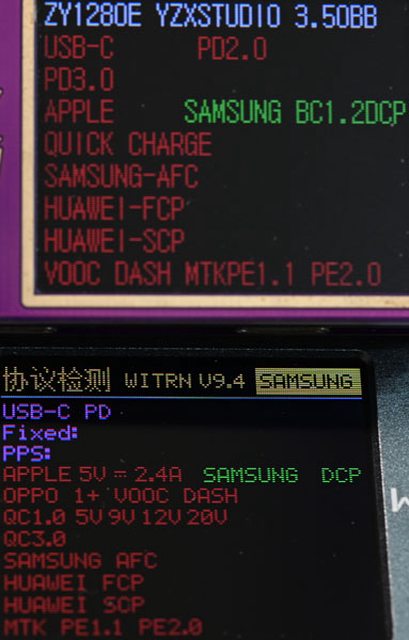 ZY1280E YZXSTUDIO 3.50BB
USB-C PD2.0
PD3.0
APPLE SAMSUNG BC1.2DCP
QUICK CHARGE
SAMSUNG-AFC
HUAWEI-FCP
HUAWEI-SCP
VOOC DASH MTKPE1.1 PE2.0
协议检测 WITRN V9.4 SAMSUNG
USB-C PD
Fixed:
PPS:
APPLE 5V = 2.4A SAMSUNG DCP
OPPO 1+ VOOC DASH
QC1.0 5V 9V 12V 20V
QC3.0
SAMSUNG AFC
HUAWEI FCP
HUAWEI SCP
MTK PE1.1 PE2.0